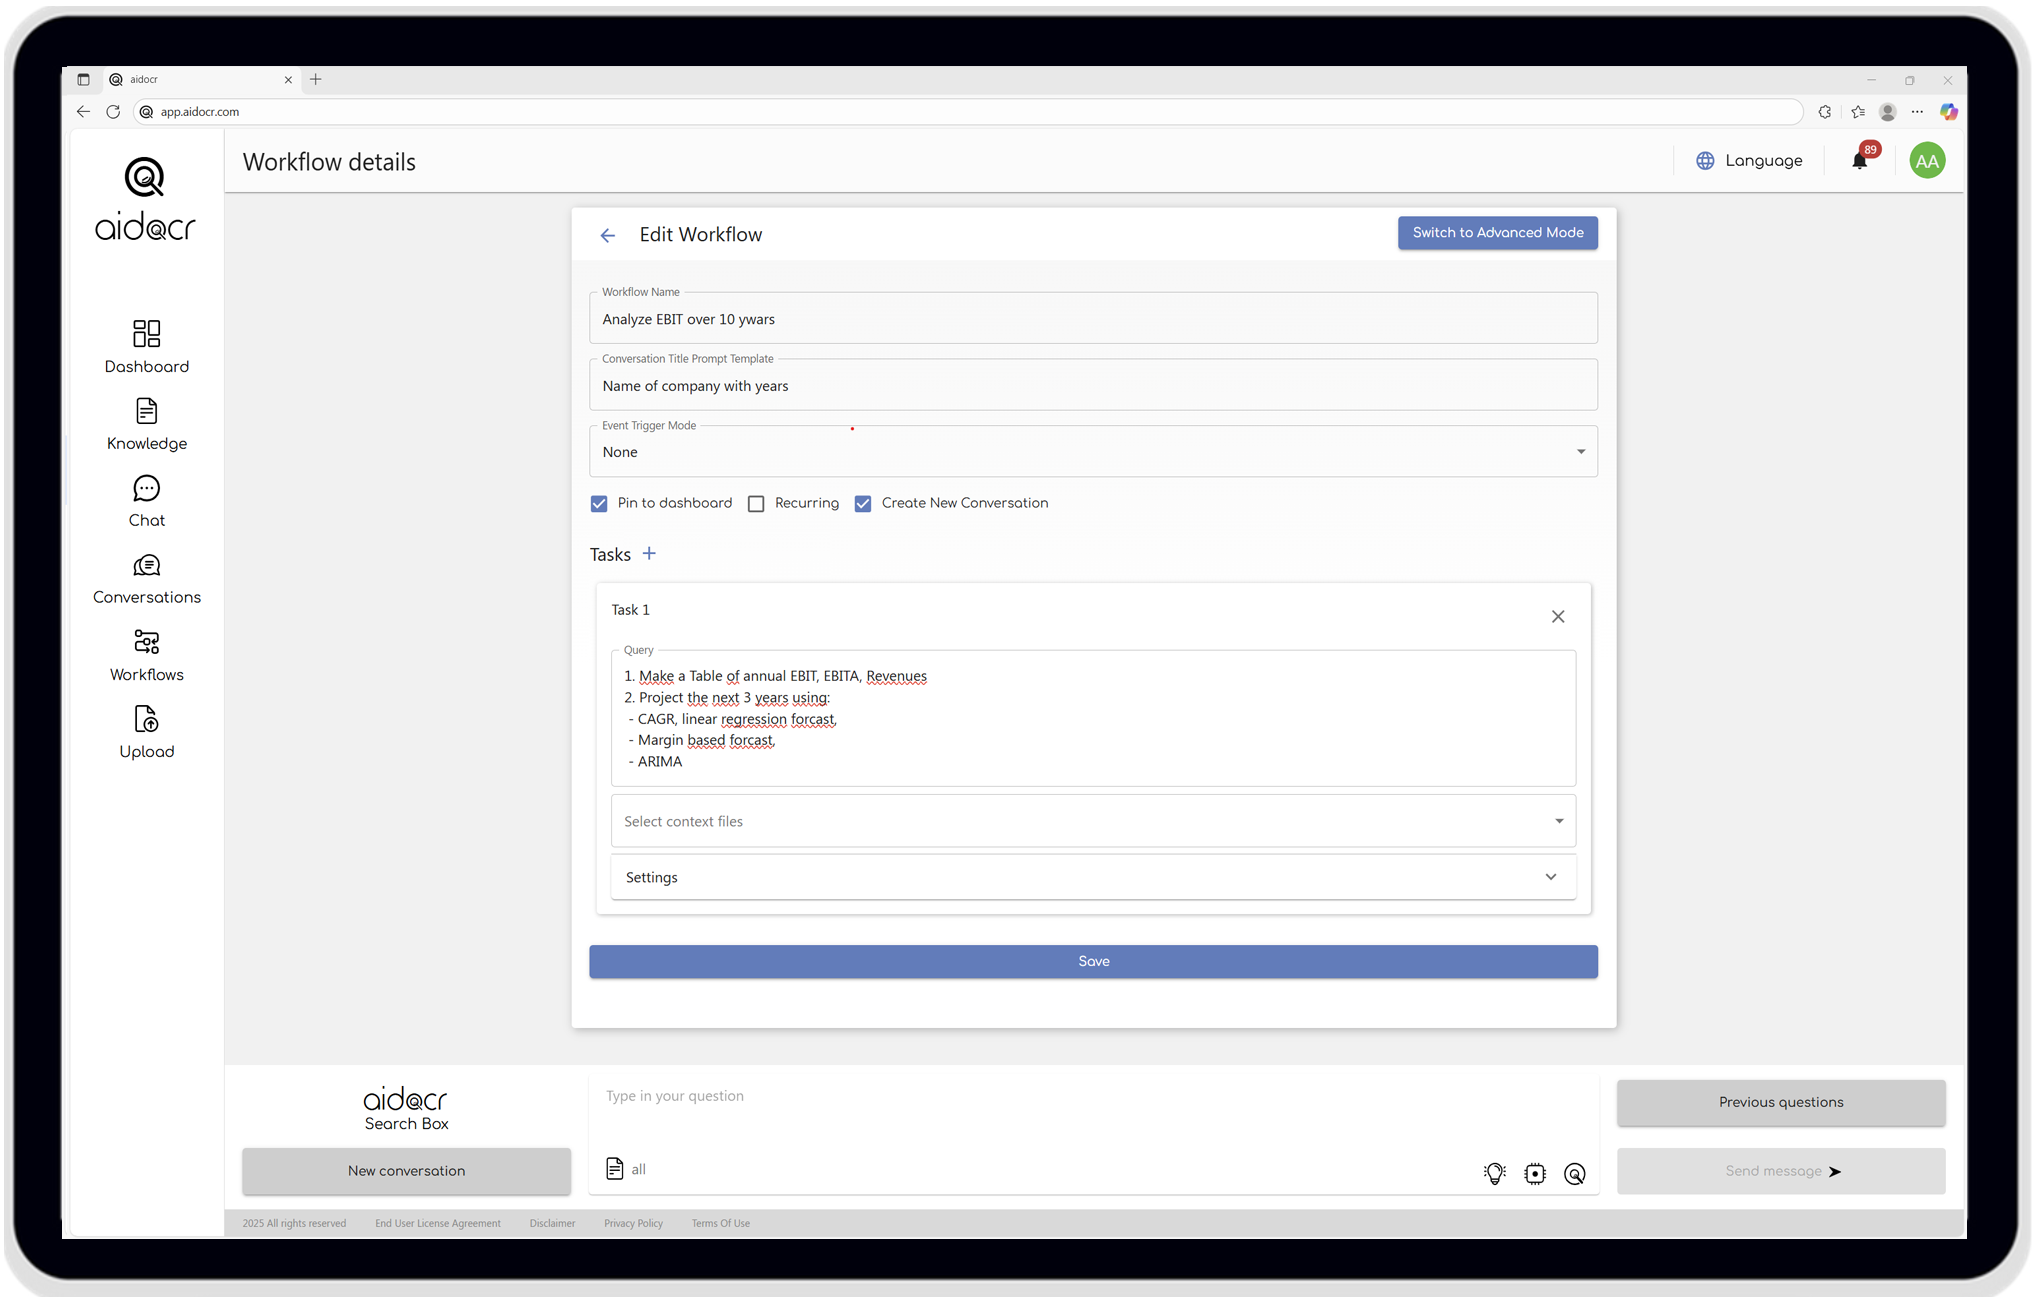 aidocr
app.aidocr.com
aidocr
Workflow details
Language
89
AA
Dashboard
Knowledge
Chat
Conversations
Workflows
Upload
Edit Workflow
Switch to Advanced Mode
Workflow Name
Analyze EBIT over 10 ywars
Conversation Title Prompt Template
Name of company with years
Event Trigger Mode
None
Pin to dashboard
Recurring
Create New Conversation
Tasks
Task 1
Query
1. Make a Table of annual EBIT, EBITA, Revenues
2. Project the next 3 years using:
- CAGR, linear regression forcast,
- Margin based forcast,
- ARIMA
Select context files
Settings
Save
aidocr
Search Box
New conversation
Type in your question
all
Previous questions
Send message
2025 All rights reserved
End User License Agreement
Disclaimer
Privacy Policy
Terms Of Use